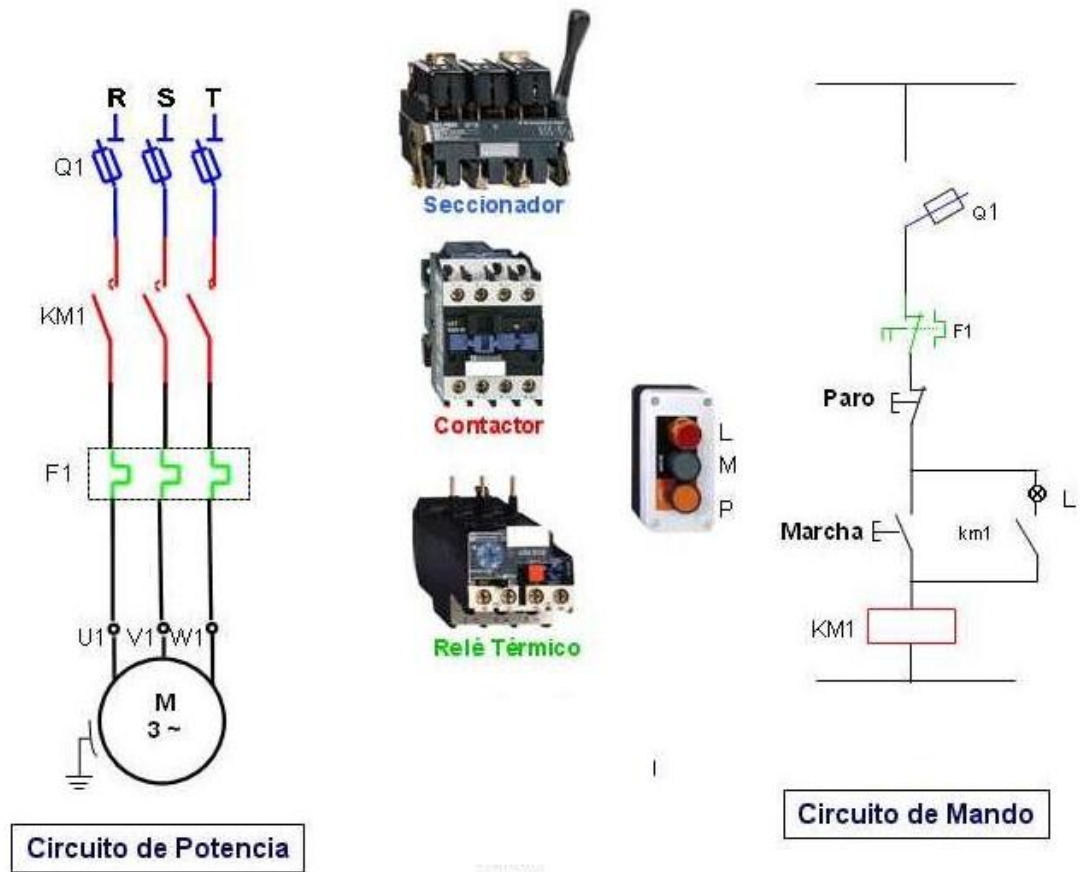 R S T
Q1
KM1
F1
U1 V1 W1
M
3 ~
Circuito de Potencia
Seccionador
Contactor
Relé Térmico
L
M
P
Q1
F1
Paro
Marcha
km1
L
KM1
Circuito de Mando